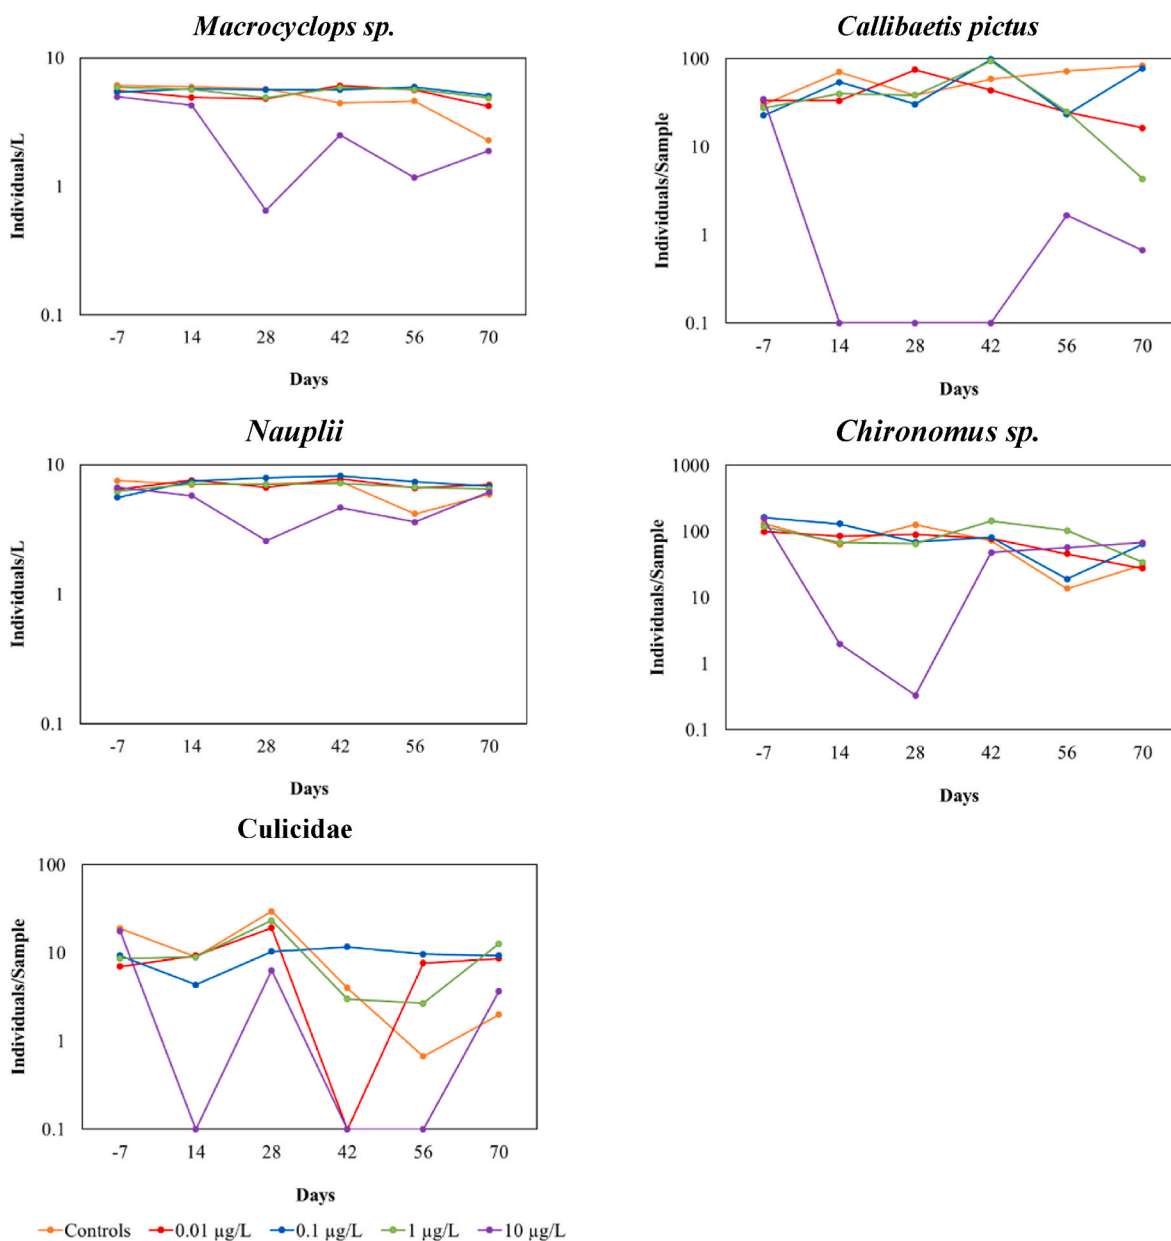 Macrocyclops sp.
10
1
0.1
Individuals/L
-7 14 28 42 56 70
Days
Callibaetis pictus
100
10
1
0.1
Individuals/Sample
-7 14 28 42 56 70
Days
Nauplii
10
1
0.1
Individuals/L
-7 14 28 42 56 70
Days
Chironomus sp.
1000
100
10
1
0.1
Individuals/Sample
-7 14 28 42 56 70
Days
Culicidae
100
10
1
0.1
Individuals/Sample
-7 14 28 42 56 70
Days
Controls 0.01 µg/L 0.1 µg/L 1 µg/L 10 µg/L